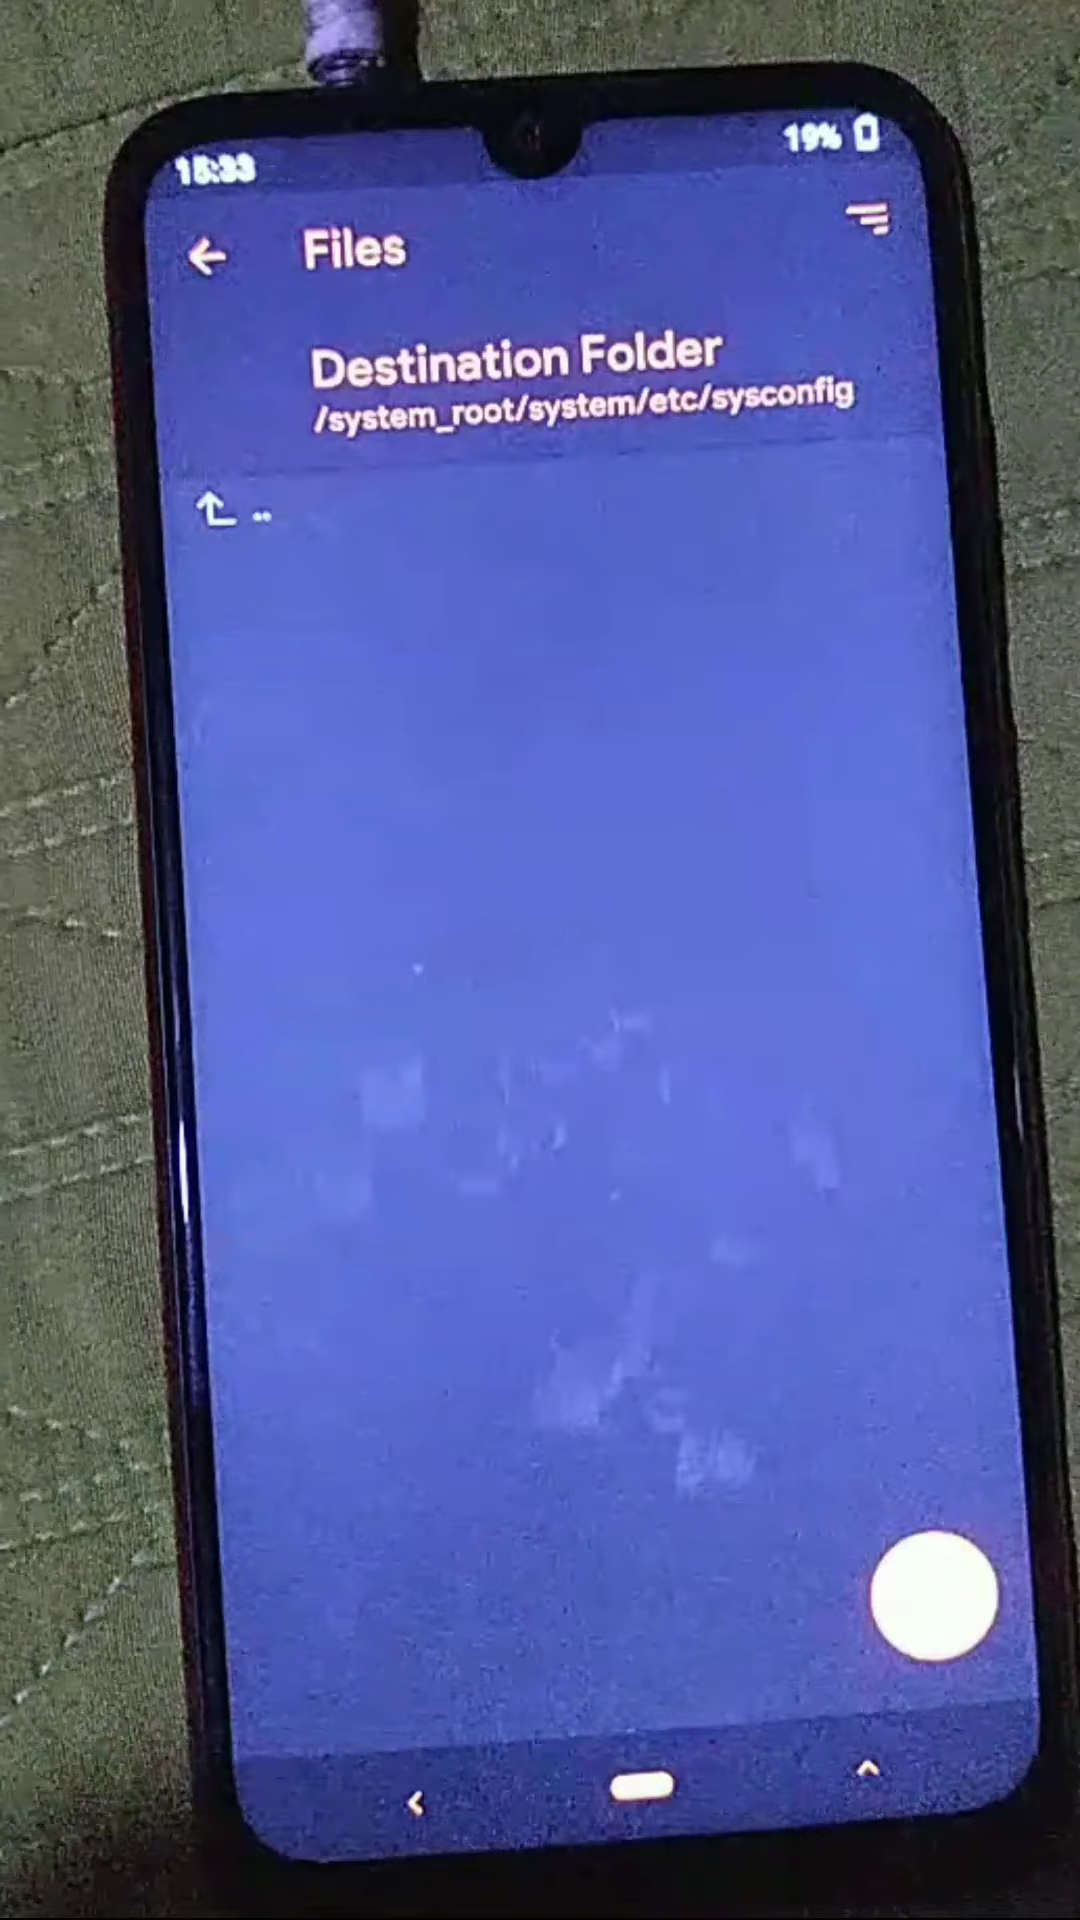 15:33
19%
Files
Destination Folder
/system_root/system/etc/sysconfig
..